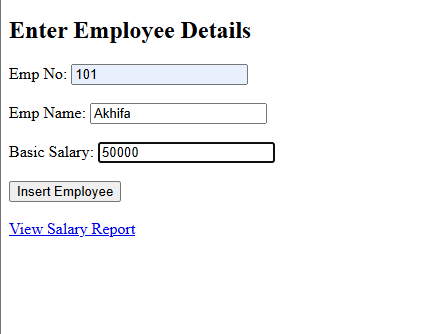 Enter Employee Details
Emp No: 101
Emp Name: Akhifa
Basic Salary: 50000
Insert Employee
View Salary Report